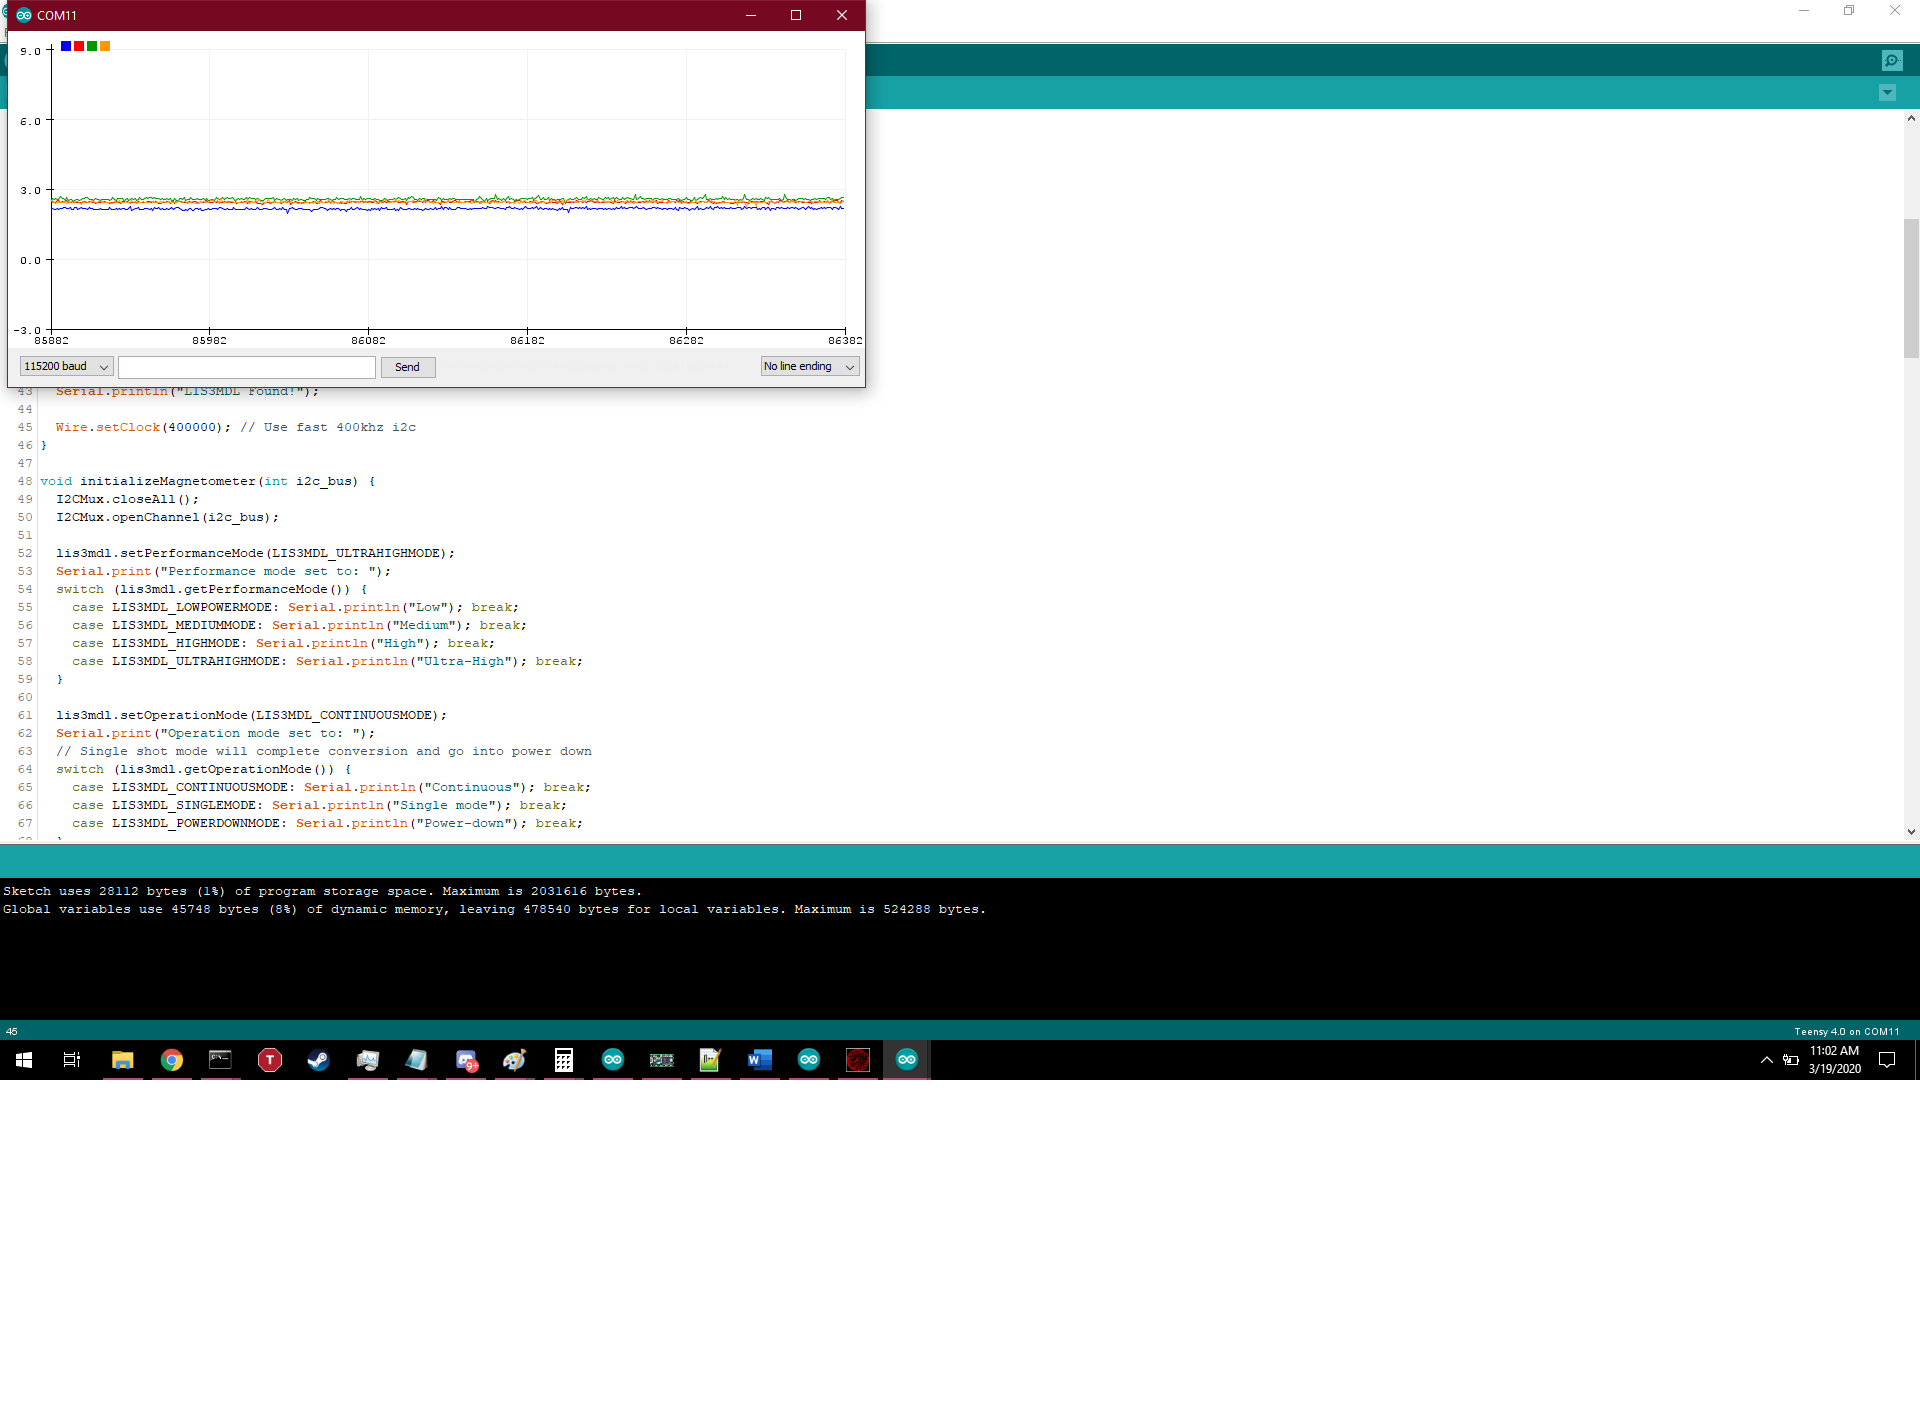 COM11
9.0
6.0
3.0
0.0
-3.0
85882 85982 86082 86182 86282 86382
115200 baud Send No line ending
43 Serial.println("LIS3MDL Found!");
44
45 Wire.setClock(400000); // Use fast 400khz i2c
46 }
47
48 void initializeMagnetometer(int i2c_bus) {
49 I2CMux.closeAll();
50 I2CMux.openChannel(i2c_bus);
51
52 lis3mdl.setPerformanceMode(LIS3MDL_ULTRAHIGHMODE);
53 Serial.print("Performance mode set to: ");
54 switch (lis3mdl.getPerformanceMode()) {
55 case LIS3MDL_LOWPOWERMODE: Serial.println("Low"); break;
56 case LIS3MDL_MEDIUMMODE: Serial.println("Medium"); break;
57 case LIS3MDL_HIGHMODE: Serial.println("High"); break;
58 case LIS3MDL_ULTRAHIGHMODE: Serial.println("Ultra-High"); break;
59 }
60
61 lis3mdl.setOperationMode(LIS3MDL_CONTINUOUSMODE);
62 Serial.print("Operation mode set to: ");
63 // Single shot mode will complete conversion and go into power down
64 switch (lis3mdl.getOperationMode()) {
65 case LIS3MDL_CONTINUOUSMODE: Serial.println("Continuous"); break;
66 case LIS3MDL_SINGLEMODE: Serial.println("Single mode"); break;
67 case LIS3MDL_POWERDOWNMODE: Serial.println("Power-down"); break;
Sketch uses 28112 bytes (1%) of program storage space. Maximum is 2031616 bytes.
Global variables use 45748 bytes (8%) of dynamic memory, leaving 478540 bytes for local variables. Maximum is 524288 bytes.
45 Teensy 4.0 on COM11
T 9+ W
11:02 AM
3/19/2020